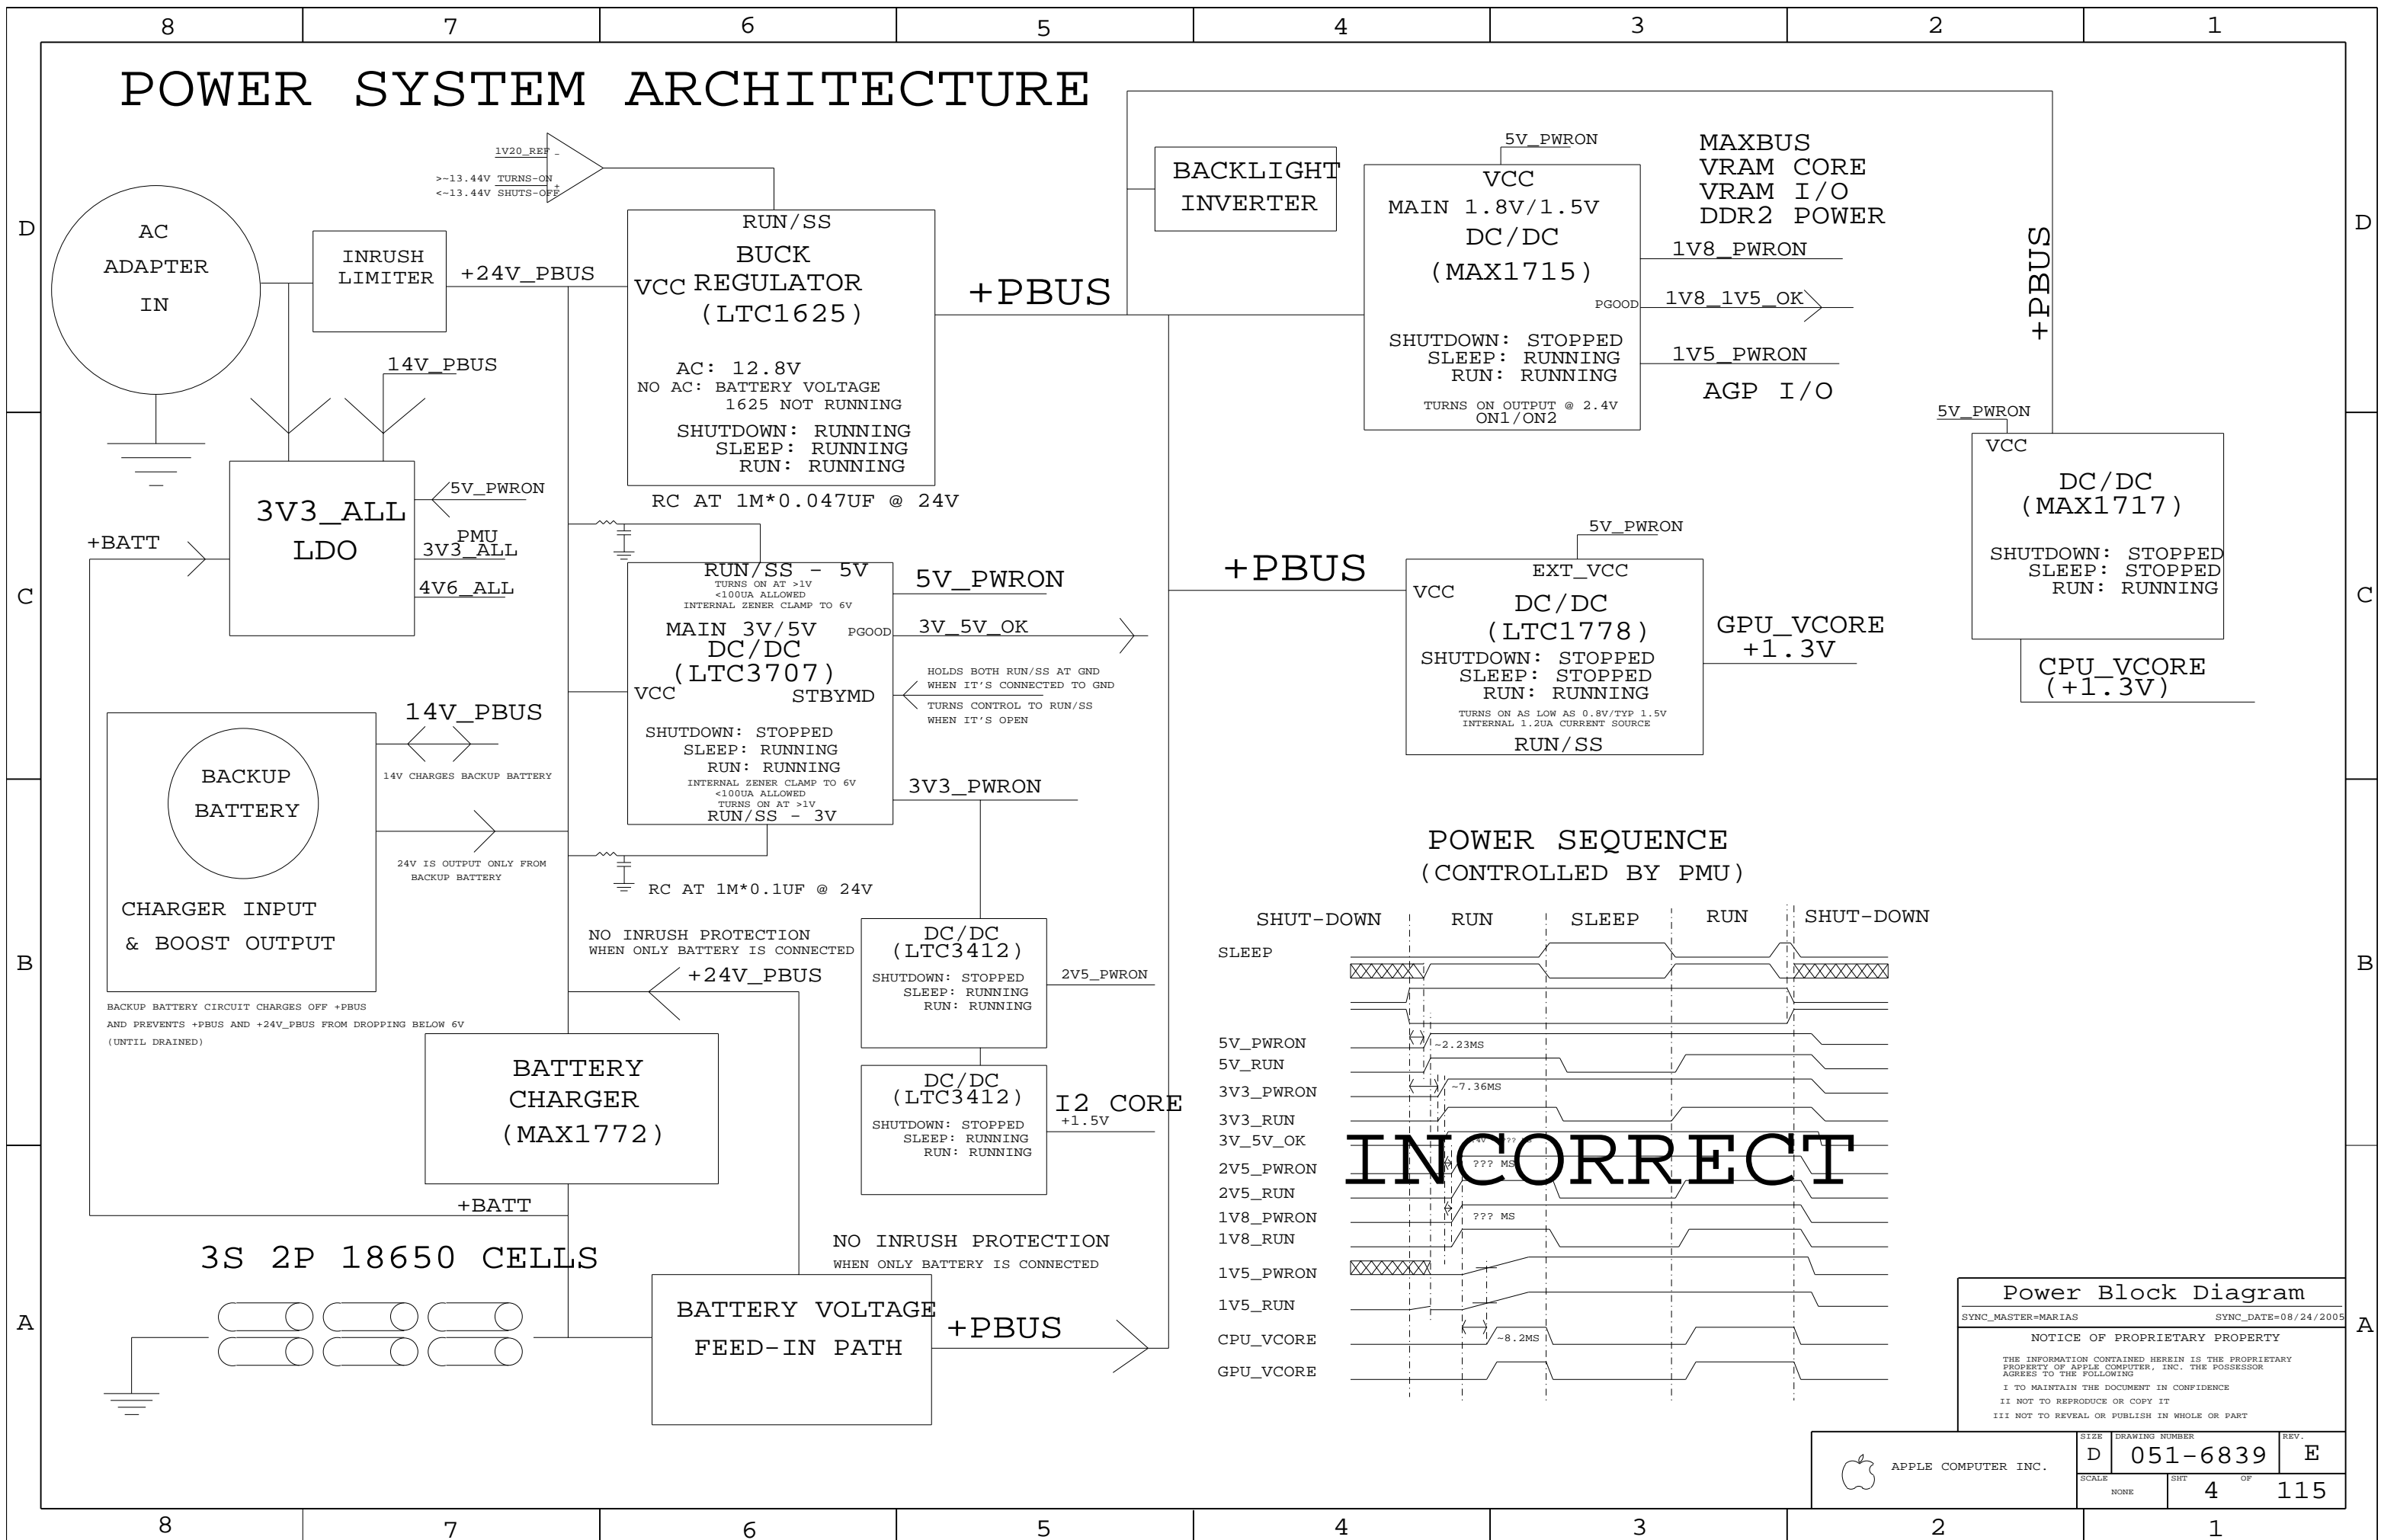 8 7 6 5 4 3 2 1
POWER SYSTEM ARCHITECTURE
D
C
B
A
AC
ADAPTER
IN
INRUSH
LIMITER
+24V_PBUS
1V20_REF
-
>~13.44V TURNS-ON
<~13.44V SHUTS-OFF
+
RUN/SS
BUCK
VCC REGULATOR
(LTC1625)
AC: 12.8V
NO AC: BATTERY VOLTAGE
1625 NOT RUNNING
SHUTDOWN: RUNNING
SLEEP: RUNNING
RUN: RUNNING
RC AT 1M*0.047UF @ 24V
+PBUS
BACKLIGHT
INVERTER
5V_PWRON
VCC
MAIN 1.8V/1.5V
DC/DC
(MAX1715)
PGOOD
SHUTDOWN: STOPPED
SLEEP: RUNNING
RUN: RUNNING
TURNS ON OUTPUT @ 2.4V
ON1/ON2
MAXBUS
VRAM CORE
VRAM I/O
DDR2 POWER
1V8_PWRON
1V8_1V5_OK
1V5_PWRON
AGP I/O
+PBUS
5V_PWRON
VCC
DC/DC
(MAX1717)
SHUTDOWN: STOPPED
SLEEP: STOPPED
RUN: RUNNING
CPU_VCORE
(+1.3V)
14V_PBUS
3V3_ALL
LDO
5V_PWRON
PMU
3V3_ALL
4V6_ALL
+BATT
RUN/SS - 5V
TURNS ON AT >1V
<100UA ALLOWED
INTERNAL ZENER CLAMP TO 6V
MAIN 3V/5V
PGOOD
DC/DC
(LTC3707)
VCC
STBYMD
SHUTDOWN: STOPPED
SLEEP: RUNNING
RUN: RUNNING
INTERNAL ZENER CLAMP TO 6V
<100UA ALLOWED
TURNS ON AT >1V
RUN/SS - 3V
RC AT 1M*0.1UF @ 24V
5V_PWRON
3V_5V_OK
HOLDS BOTH RUN/SS AT GND
WHEN IT'S CONNECTED TO GND
TURNS CONTROL TO RUN/SS
WHEN IT'S OPEN
3V3_PWRON
+PBUS
5V_PWRON
EXT_VCC
VCC
DC/DC
(LTC1778)
SHUTDOWN: STOPPED
SLEEP: STOPPED
RUN: RUNNING
TURNS ON AS LOW AS 0.8V/TYP 1.5V
INTERNAL 1.2UA CURRENT SOURCE
RUN/SS
GPU_VCORE
+1.3V
14V_PBUS
14V CHARGES BACKUP BATTERY
24V IS OUTPUT ONLY FROM
BACKUP BATTERY
BACKUP
BATTERY
CHARGER INPUT
& BOOST OUTPUT
BACKUP BATTERY CIRCUIT CHARGES OFF +PBUS
AND PREVENTS +PBUS AND +24V_PBUS FROM DROPPING BELOW 6V
(UNTIL DRAINED)
NO INRUSH PROTECTION
WHEN ONLY BATTERY IS CONNECTED
+24V_PBUS
DC/DC
(LTC3412)
SHUTDOWN: STOPPED
SLEEP: RUNNING
RUN: RUNNING
2V5_PWRON
DC/DC
(LTC3412)
SHUTDOWN: STOPPED
SLEEP: RUNNING
RUN: RUNNING
I2 CORE
+1.5V
BATTERY
CHARGER
(MAX1772)
+BATT
3S 2P 18650 CELLS
NO INRUSH PROTECTION
WHEN ONLY BATTERY IS CONNECTED
BATTERY VOLTAGE
FEED-IN PATH
+PBUS
POWER SEQUENCE
(CONTROLLED BY PMU)
SHUT-DOWN RUN SLEEP RUN SHUT-DOWN
SLEEP
5V_PWRON
~2.23MS
5V_RUN
3V3_PWRON
~7.36MS
3V3_RUN
3V_5V_OK
INCORRECT
2V5_PWRON
??? MS
2V5_RUN
1V8_PWRON
??? MS
1V8_RUN
1V5_PWRON
1V5_RUN
CPU_VCORE
~8.2MS
GPU_VCORE
Power Block Diagram
SYNC_MASTER=MARIAS SYNC_DATE=08/24/2005
NOTICE OF PROPRIETARY PROPERTY
THE INFORMATION CONTAINED HEREIN IS THE PROPRIETARY
PROPERTY OF APPLE COMPUTER, INC. THE POSSESSOR
AGREES TO THE FOLLOWING
I TO MAINTAIN THE DOCUMENT IN CONFIDENCE
II NOT TO REPRODUCE OR COPY IT
III NOT TO REVEAL OR PUBLISH IN WHOLE OR PART
APPLE COMPUTER INC.
SIZE
D
DRAWING NUMBER
051-6839
REV.
E
SCALE
NONE
SHT
4
OF
115
D
C
B
A
8 7 6 5 4 3 2 1